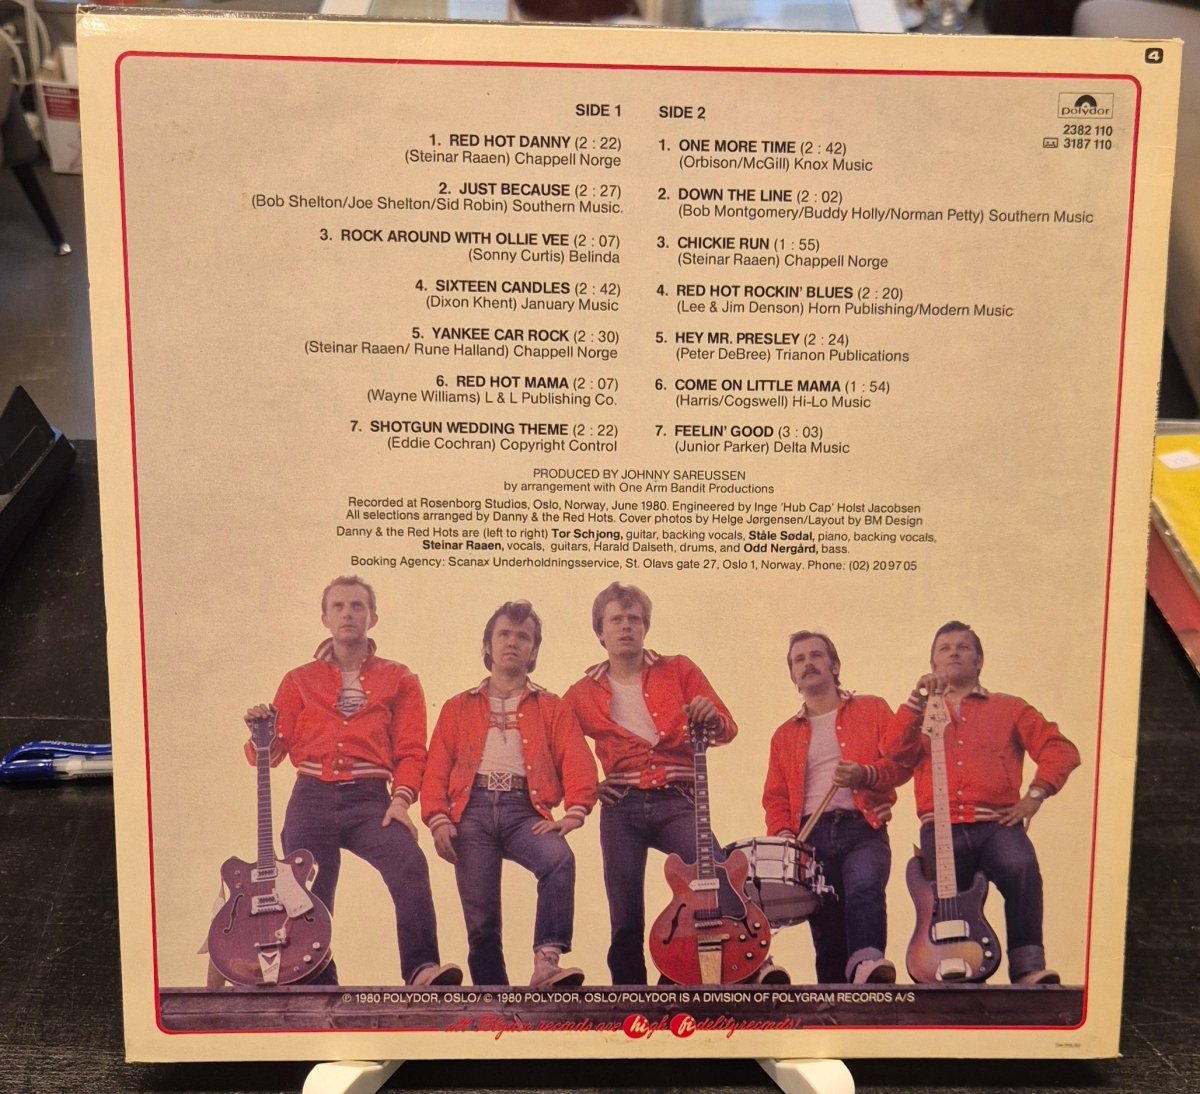 4
polydor
2382 110
3187 110
SIDE 1
1. RED HOT DANNY (2 : 22)
(Steinar Raaen) Chappell Norge
2. JUST BECAUSE (2 : 27)
(Bob Shelton/Joe Shelton/Sid Robin) Southern Music.
3. ROCK AROUND WITH OLLIE VEE (2 : 07)
(Sonny Curtis) Belinda
4. SIXTEEN CANDLES (2 : 42)
(Dixon Khent) January Music
5. YANKEE CAR ROCK (2 : 30)
(Steinar Raaen/ Rune Halland) Chappell Norge
6. RED HOT MAMA (2 : 07)
(Wayne Williams) L & L Publishing Co.
7. SHOTGUN WEDDING THEME (2 : 22)
(Eddie Cochran) Copyright Control
SIDE 2
1. ONE MORE TIME (2 : 42)
(Orbison/McGill) Knox Music
2. DOWN THE LINE (2 : 02)
(Bob Montgomery/Buddy Holly/Norman Petty) Southern Music
3. CHICKIE RUN (1 : 55)
(Steinar Raaen) Chappell Norge
4. RED HOT ROCKIN' BLUES (2 : 20)
(Lee & Jim Denson) Horn Publishing/Modern Music
5. HEY MR. PRESLEY (2 : 24)
(Peter DeBree) Trianon Publications
6. COME ON LITTLE MAMA (1 : 54)
(Harris/Cogswell) Hi-Lo Music
7. FEELIN' GOOD (3 : 03)
(Junior Parker) Delta Music
PRODUCED BY JOHNNY SAREUSSEN
by arrangement with One Arm Bandit Productions
Recorded at Rosenborg Studios, Oslo, Norway, June 1980. Engineered by Inge 'Hub Cap' Holst Jacobsen
All selections arranged by Danny & the Red Hots. Cover photos by Helge Jørgensen/Layout by BM Design
Danny & the Red Hots are (left to right) Tor Schjong, guitar, backing vocals, Ståle Sødal, piano, backing vocals,
Steinar Raaen, vocals, guitars, Harald Dalseth, drums, and Odd Nergård, bass.
Booking Agency: Scanax Underholdningsservice, St. Olavs gate 27, Oslo 1, Norway. Phone: (02) 20 97 05
℗ 1980 POLYDOR, OSLO/ © 1980 POLYDOR, OSLO/POLYDOR IS A DIVISION OF POLYGRAM RECORDS A/S
all Polygram records are high fidelity records!